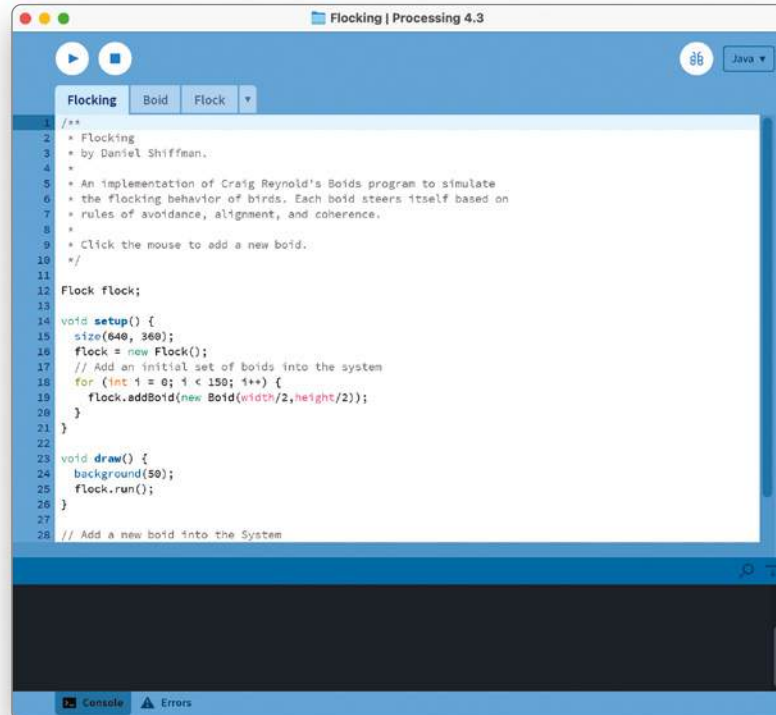 Flocking | Processing 4.3
Java ▼
Flocking Boid Flock ▼
1 /**
2 * Flocking
3 * by Daniel Shiffman.
4 *
5 * An implementation of Craig Reynold's Boids program to simulate
6 * the flocking behavior of birds. Each boid steers itself based on
7 * rules of avoidance, alignment, and coherence.
8 *
9 * Click the mouse to add a new boid.
10 */
11
12 Flock flock;
13
14 void setup() {
15 size(640, 360);
16 flock = new Flock();
17 // Add an initial set of boids into the system
18 for (int i = 0; i < 150; i++) {
19 flock.addBoid(new Boid(width/2,height/2));
20 }
21 }
22
23 void draw() {
24 background(50);
25 flock.run();
26 }
27
28 // Add a new boid into the System
Console Errors